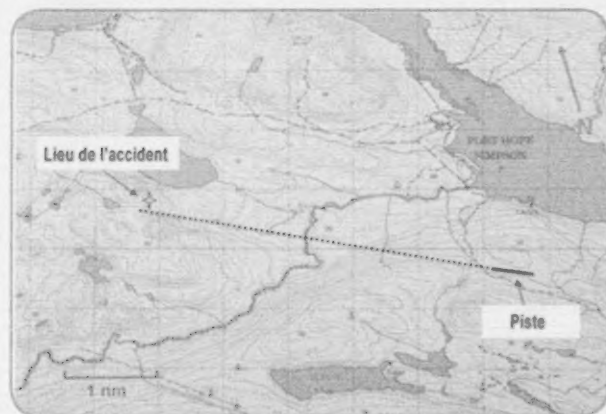 Lieu de l'accident
PORT HOPE
SIMPSON
N
Piste
1 nm